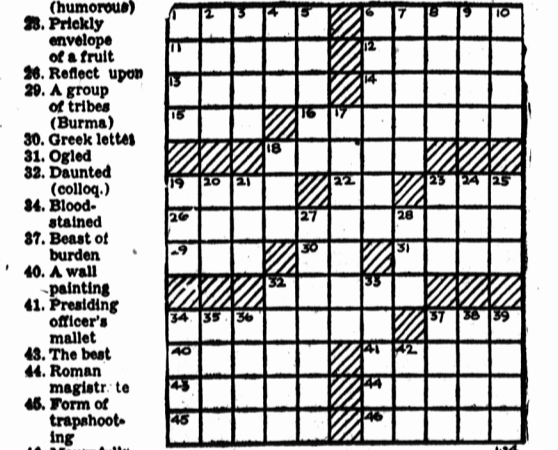 (humorous)
23. Prickly
envelope
of a fruit
26. Reflect upon
29. A group
of tribes
(Burma)
30. Greek letter
31. Ogled
32. Daunted
(colloq.)
34. Blood-
stained
37. Beast of
burden
40. A wall
painting
41. Presiding
officer's
mallet
43. The best
44. Roman
magistr te
45. Form of
trapshoot-
ing
1 2 3 4 5 6 7 8 9 10
11 12
13 14
15 16 17
18
19 20 21 22 23 24 25
26 27 28
29 30 31
32 33
34 35 36 37 38 39
40 41 42
43 44
45 46